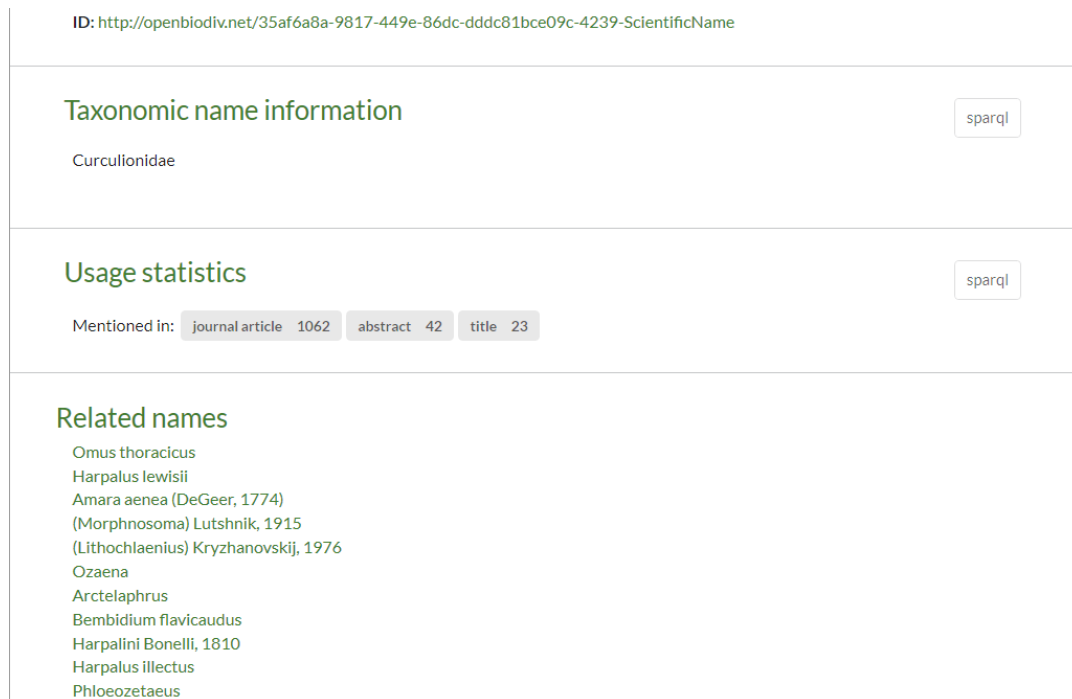 ID: http://openbiodiv.net/35af6a8a-9817-449e-86dc-dddc81bce09c-4239-ScientificName
Taxonomic name information
sparql
Curculionidae
Usage statistics
sparql
Mentioned in: journal article 1062 abstract 42 title 23
Related names
Omus thoracicus
Harpalus lewisii
Amara aenea (DeGeer, 1774)
(Morphnosoma) Lutshnik, 1915
(Lithochlaenius) Kryzhanovskij, 1976
Ozaena
Arctelaphrus
Bembidium flavicaudus
Harpalini Bonelli, 1810
Harpalus illectus
Phloeozetaeus